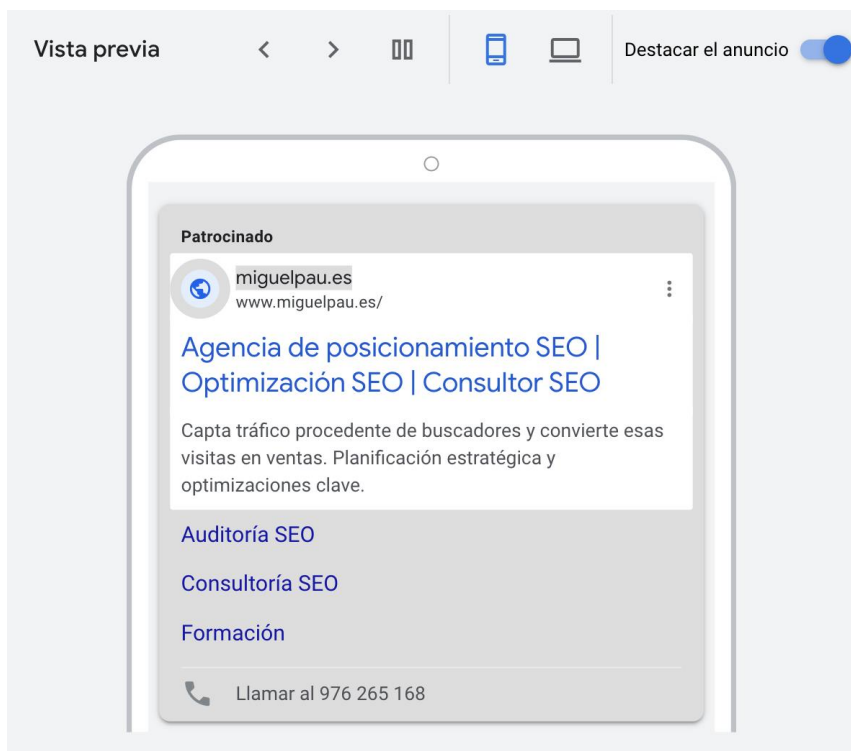 Vista previa
Destacar el anuncio
Patrocinado
miguelpau.es
www.miguelpau.es/
Agencia de posicionamiento SEO |
Optimización SEO | Consultor SEO
Capta tráfico procedente de buscadores y convierte esas
visitas en ventas. Planificación estratégica y
optimizaciones clave.
Auditoría SEO
Consultoría SEO
Formación
Llamar al 976 265 168